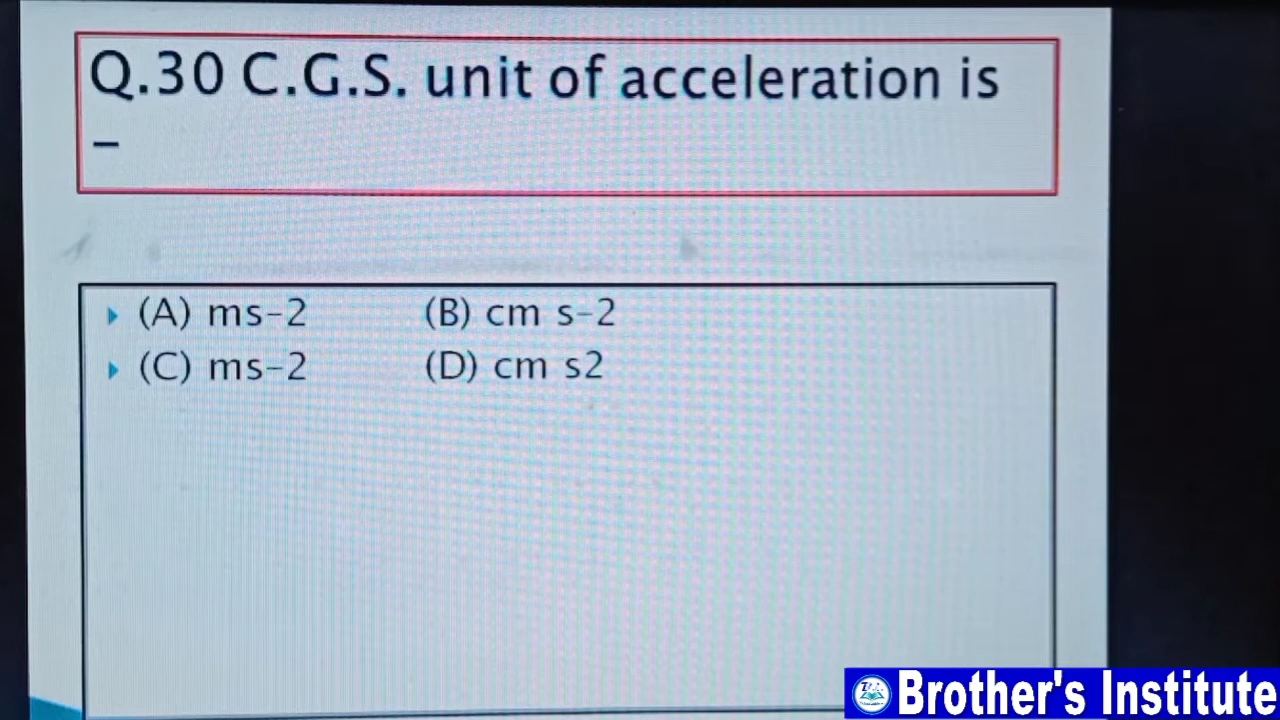 Q.30 C.G.S. unit of acceleration is
–
(A) ms-2 (B) cm s-2
(C) ms-2 (D) cm s2
Brother's Institute